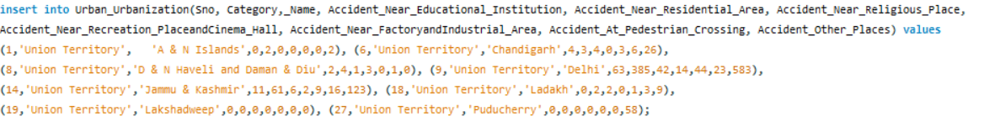 insert into Urban_Urbanization(Sno, Category,_Name, Accident_Near_Educational_Institution, Accident_Near_Residential_Area, Accident_Near_Religious_Place,
Accident_Near_Recreation_PlaceandCinema_Hall, Accident_Near_FactoryandIndustrial_Area, Accident_At_Pedestrian_Crossing, Accident_Other_Places) values
(1,'Union Territory',   'A & N Islands',0,2,0,0,0,0,2), (6,'Union Territory','Chandigarh',4,3,4,0,3,6,26),
(8,'Union Territory','D & N Haveli and Daman & Diu',2,4,1,3,0,1,0), (9,'Union Territory','Delhi',63,385,42,14,44,23,583),
(14,'Union Territory','Jammu & Kashmir',11,61,6,2,9,16,123), (18,'Union Territory','Ladakh',0,2,2,0,1,3,9),
(19,'Union Territory','Lakshadweep',0,0,0,0,0,0,0), (27,'Union Territory','Puducherry',0,0,0,0,0,0,58);